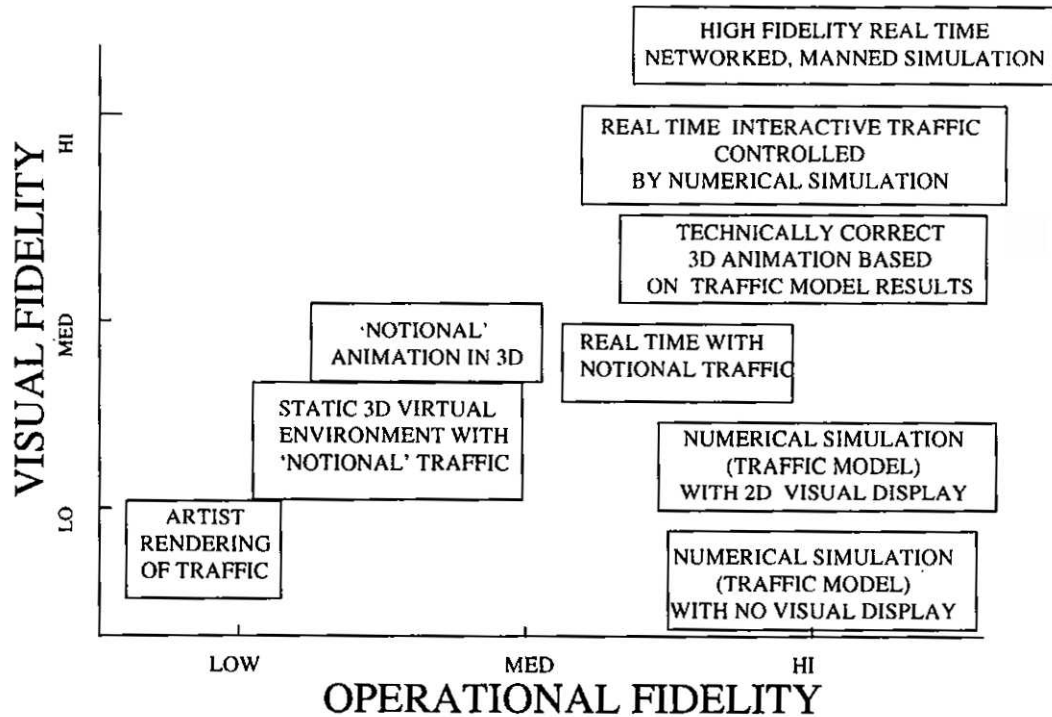 HIGH FIDELITY REAL TIME
NETWORKED, MANNED SIMULATION
REAL TIME INTERACTIVE TRAFFIC
CONTROLLED
BY NUMERICAL SIMULATION
TECHNICALLY CORRECT
3D ANIMATION BASED
ON TRAFFIC MODEL RESULTS
'NOTIONAL'
ANIMATION IN 3D
REAL TIME WITH
NOTIONAL TRAFFIC
STATIC 3D VIRTUAL
ENVIRONMENT WITH
'NOTIONAL' TRAFFIC
NUMERICAL SIMULATION
(TRAFFIC MODEL)
WITH 2D VISUAL DISPLAY
ARTIST
RENDERING
OF TRAFFIC
NUMERICAL SIMULATION
(TRAFFIC MODEL)
WITH NO VISUAL DISPLAY
VISUAL FIDELITY
HI
MED
LO
LOW
MED
HI
OPERATIONAL FIDELITY